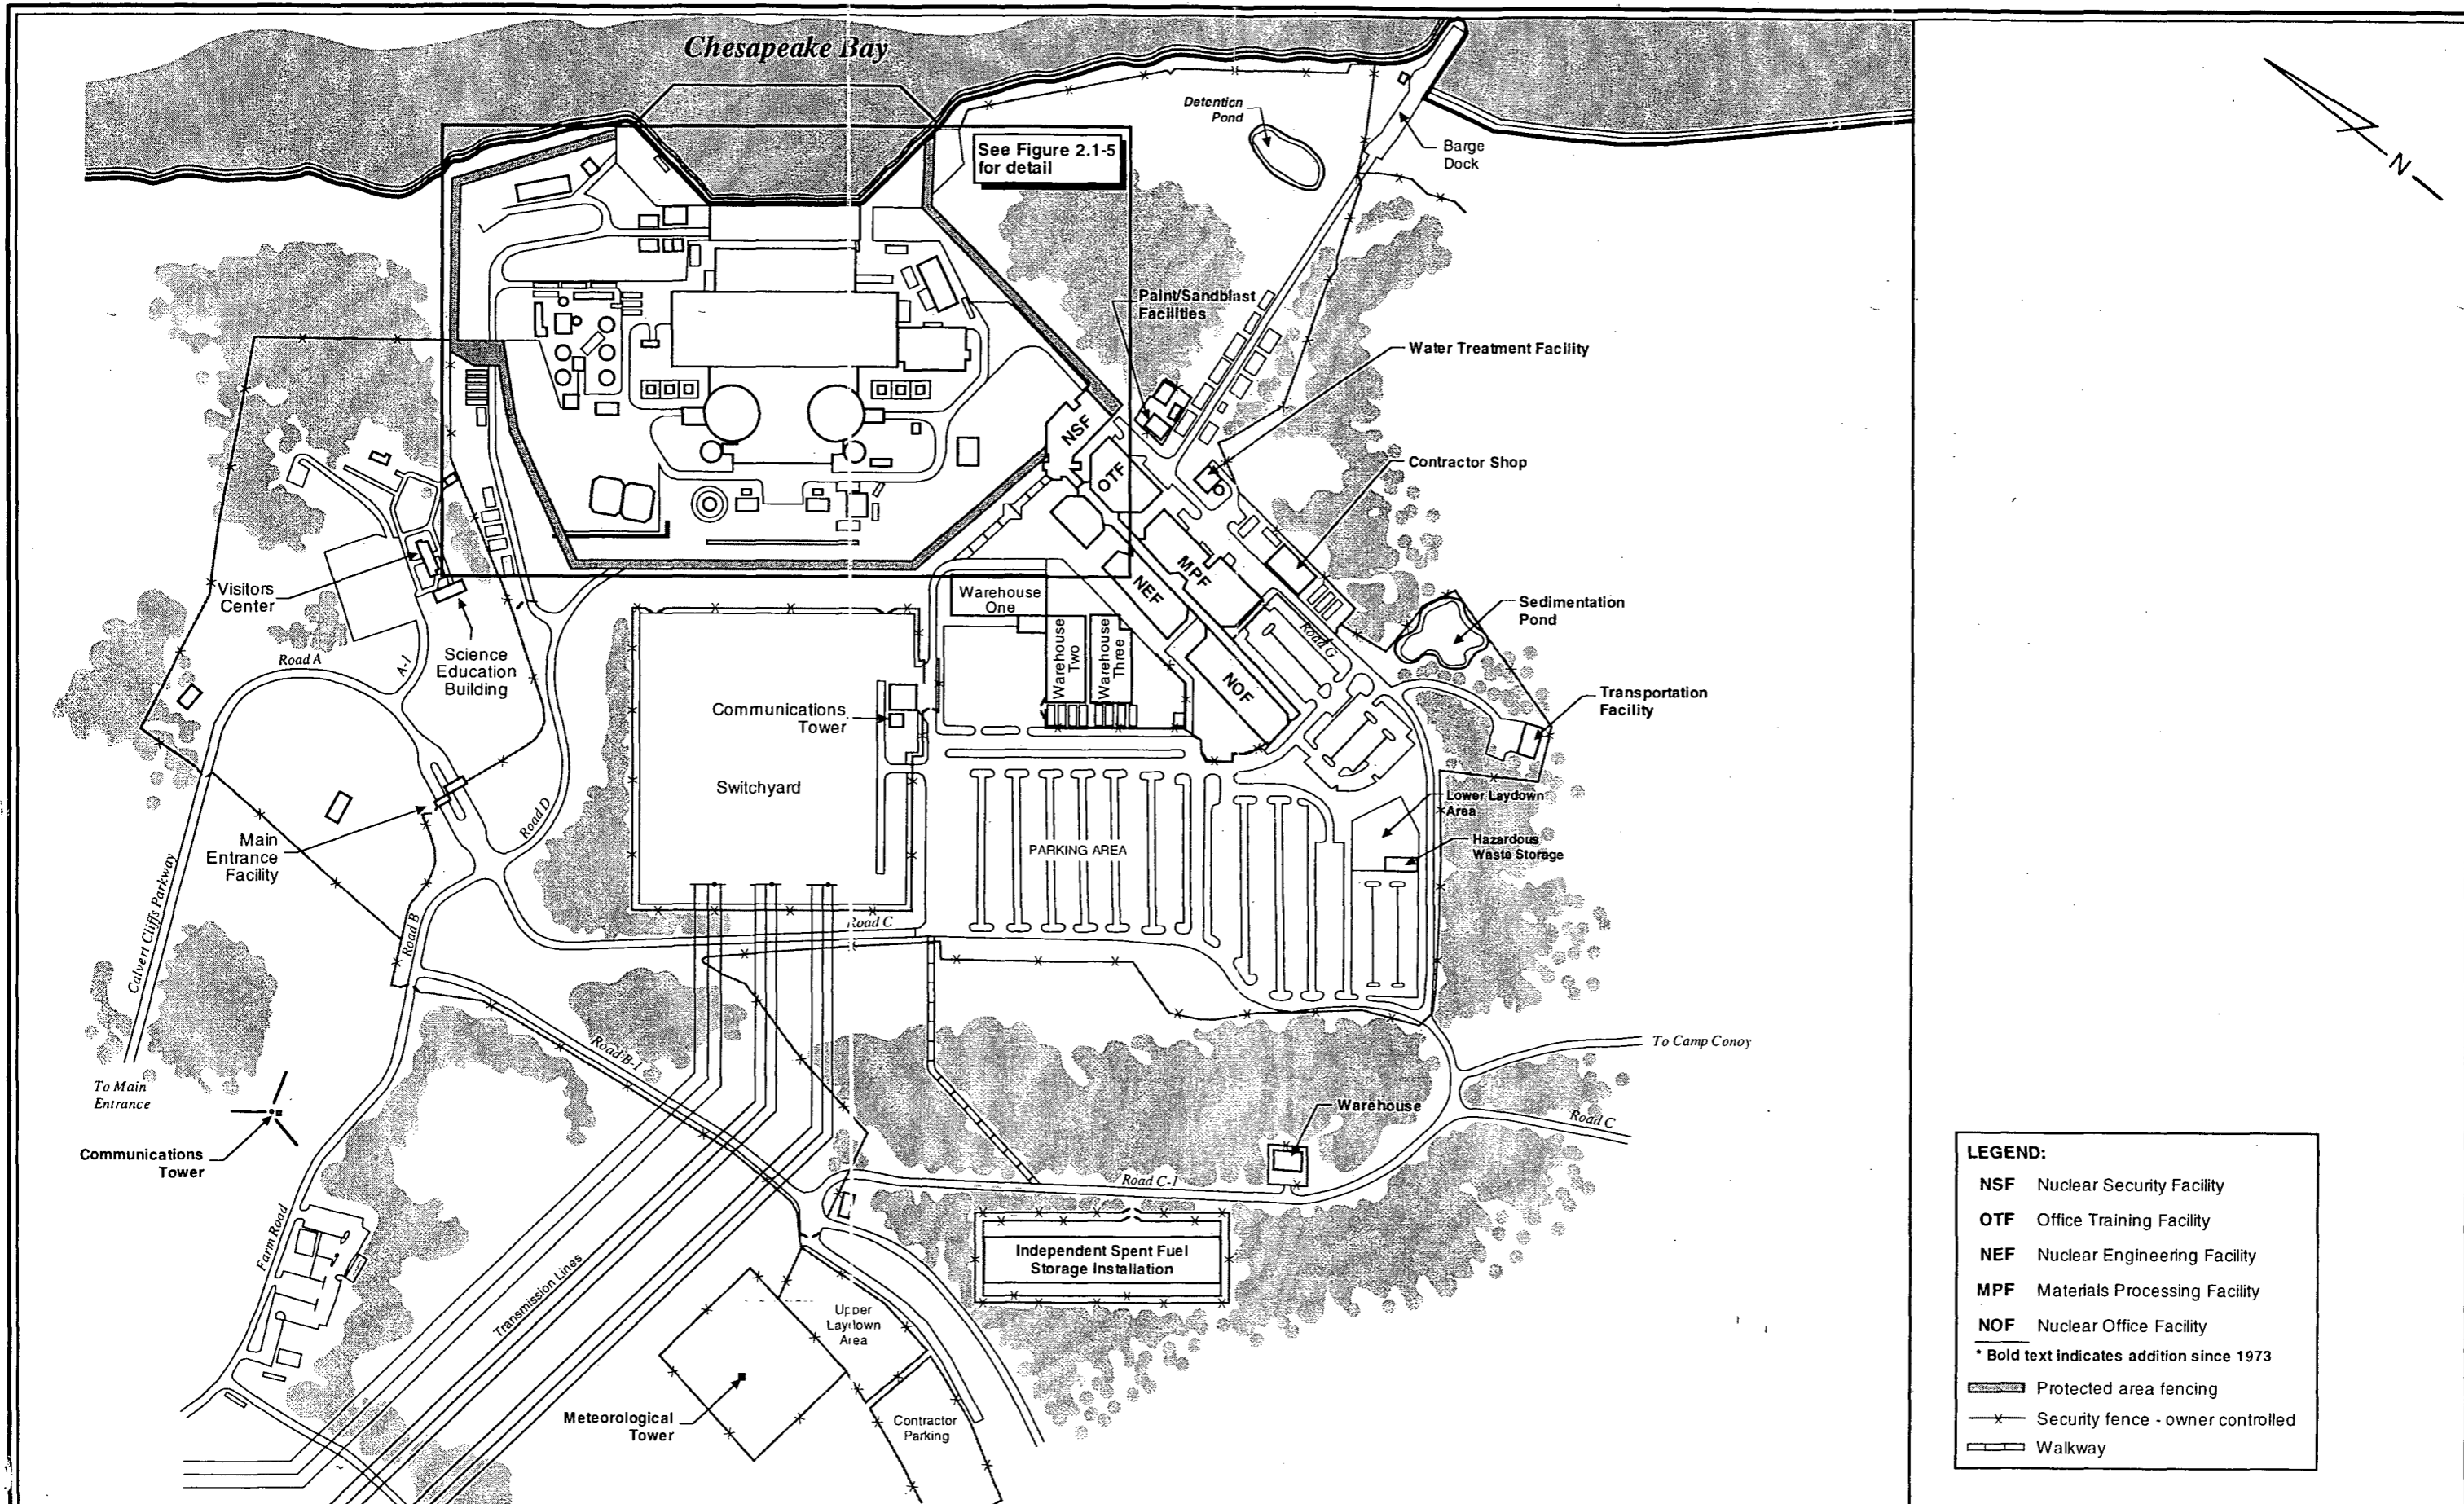 Chesapeake Bay
See Figure 2.1-5
for detail
Detention
Pond
Barge
Dock
N
Paint/Sandblast
Facilities
Water Treatment Facility
NSF
OTF
Contractor Shop
MPF
NEF
Visitors
Center
Warehouse
One
Sedimentation
Pond
Road G
Warehouse
Two
Warehouse
Three
Road A
A-1
Science
Education
Building
NOF
Transportation
Facility
Communications
Tower
Switchyard
Lower Laydown
Area
Road D
Main
Entrance
Facility
PARKING AREA
Hazardous
Waste Storage
Calvert Cliffs Parkway
Road B
Road C
Road B-1
To Camp Conoy
To Main
Entrance
Warehouse
Road C
Communications
Tower
Road C-1
Farm Road
Independent Spent Fuel
Storage Installation
Transmission Lines
Upper
Laydown
Area
Meteorological
Tower
Contractor
Parking
LEGEND:
NSF Nuclear Security Facility
OTF Office Training Facility
NEF Nuclear Engineering Facility
MPF Materials Processing Facility
NOF Nuclear Office Facility
* Bold text indicates addition since 1973
Protected area fencing
Security fence - owner controlled
Walkway